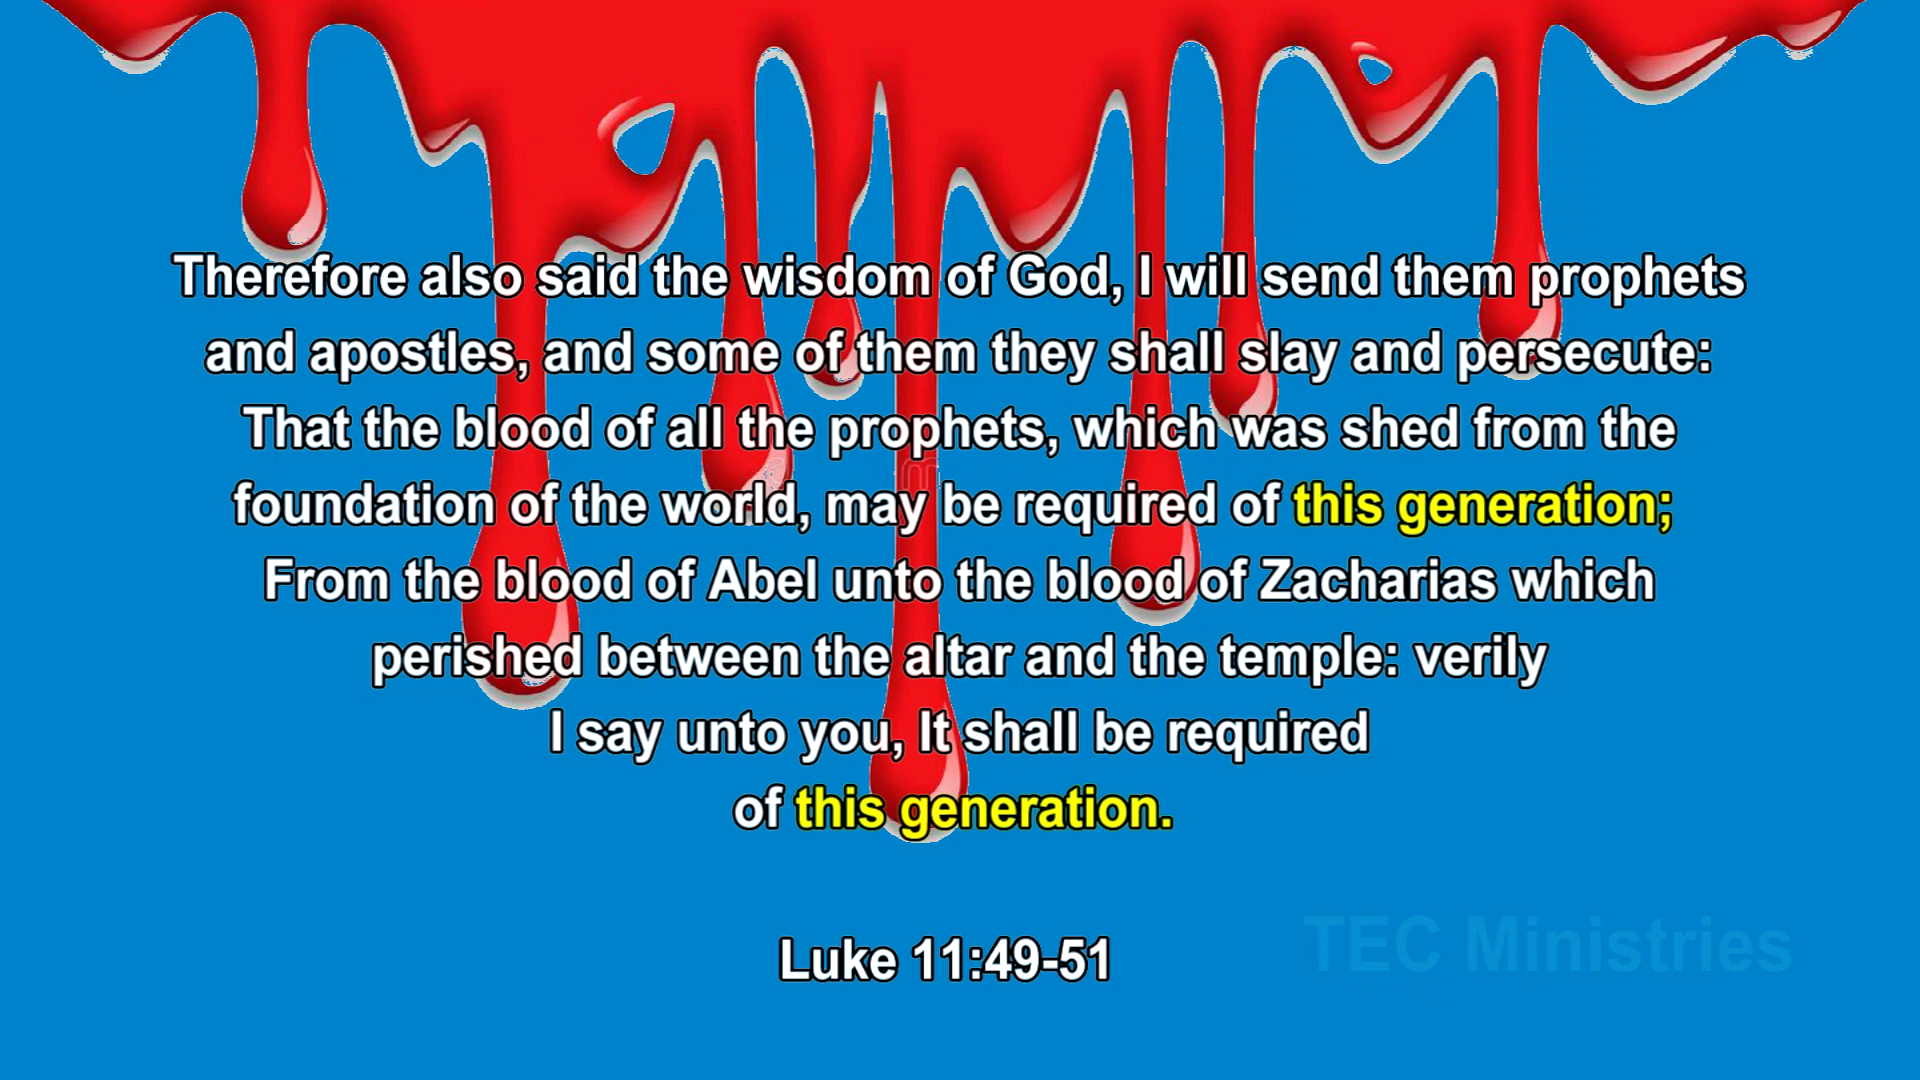 Therefore also said the wisdom of God, I will send them prophets
and apostles, and some of them they shall slay and persecute:
That the blood of all the prophets, which was shed from the
foundation of the world, may be required of this generation;
From the blood of Abel unto the blood of Zacharias which
perished between the altar and the temple: verily
I say unto you, It shall be required
of this generation.
Luke 11:49-51
TEC Ministries